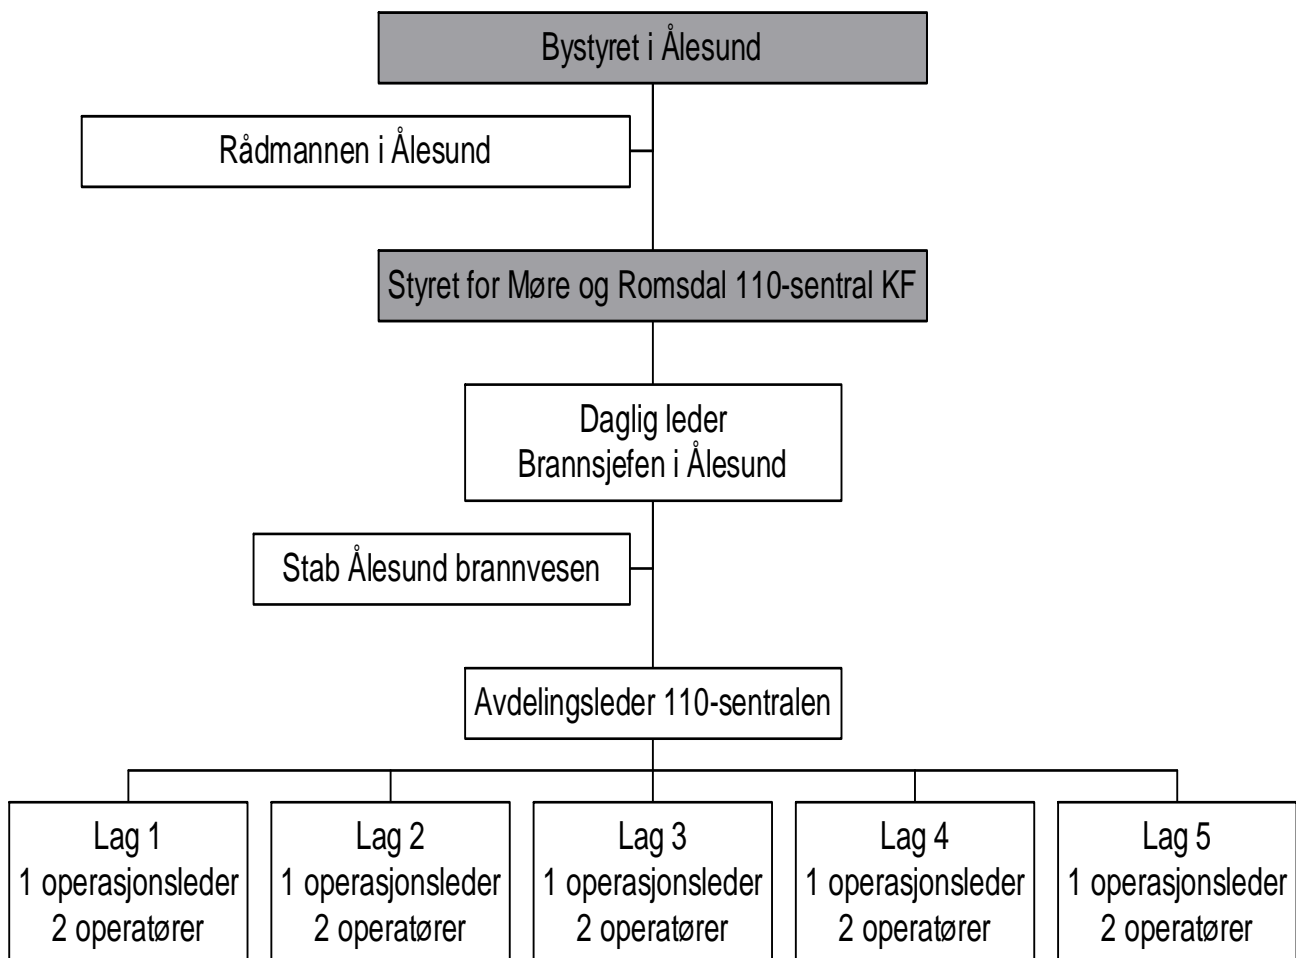 Bystyret i Ålesund
Rådmannen i Ålesund
Styret for Møre og Romsdal 110-sentral KF
Daglig leder
Brannsjefen i Ålesund
Stab Ålesund brannvesen
Avdelingsleder 110-sentralen
Lag 1
1 operasjonsleder
2 operatører
Lag 2
1 operasjonsleder
2 operatører
Lag 3
1 operasjonsleder
2 operatører
Lag 4
1 operasjonsleder
2 operatører
Lag 5
1 operasjonsleder
2 operatører